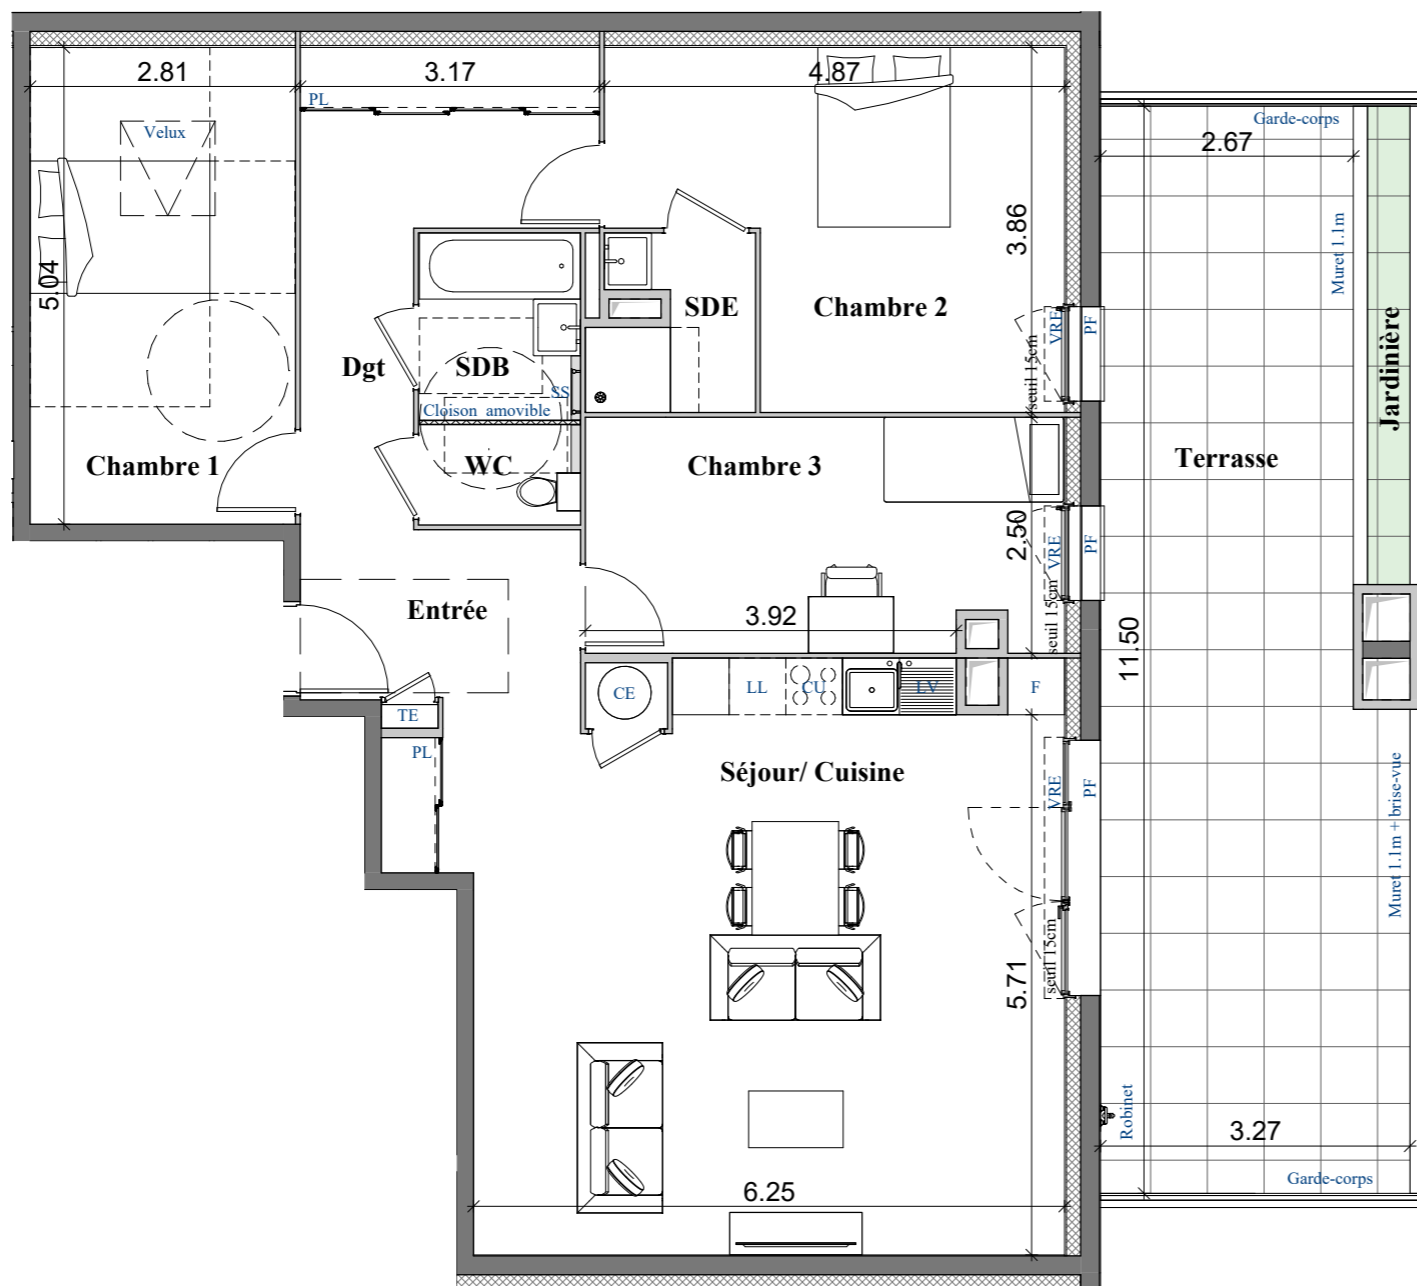 2.81
3.17
4.87
PL
Velux
Garde-corps
2.67
5.04
3.86
Muret 1.1m
SDE
Chambre 2
Jardinière
VRE
PF
seuil 15cm
Dgt
SDB
SS
Cloison amovible
Chambre 1
WC
Chambre 3
Terrasse
2.50
VRE
PF
seuil 15cm
Entrée
3.92
11.50
CE
LL
CU
LV
F
TE
PL
Séjour/ Cuisine
VRE
PF
Muret 1.1m + brise-vue
seuil 15cm
5.71
Robinet
3.27
6.25
Garde-corps